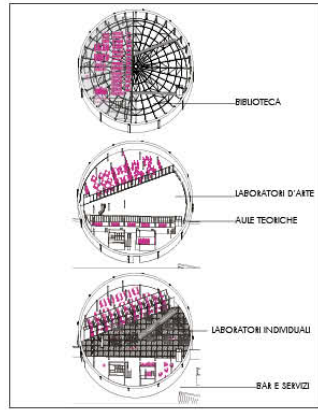 BIBLIOTECA
LABORATORI D'ARTE
AULE TEORICHE
LABORATORI INDIVIDUALI
BAR E SERVIZI